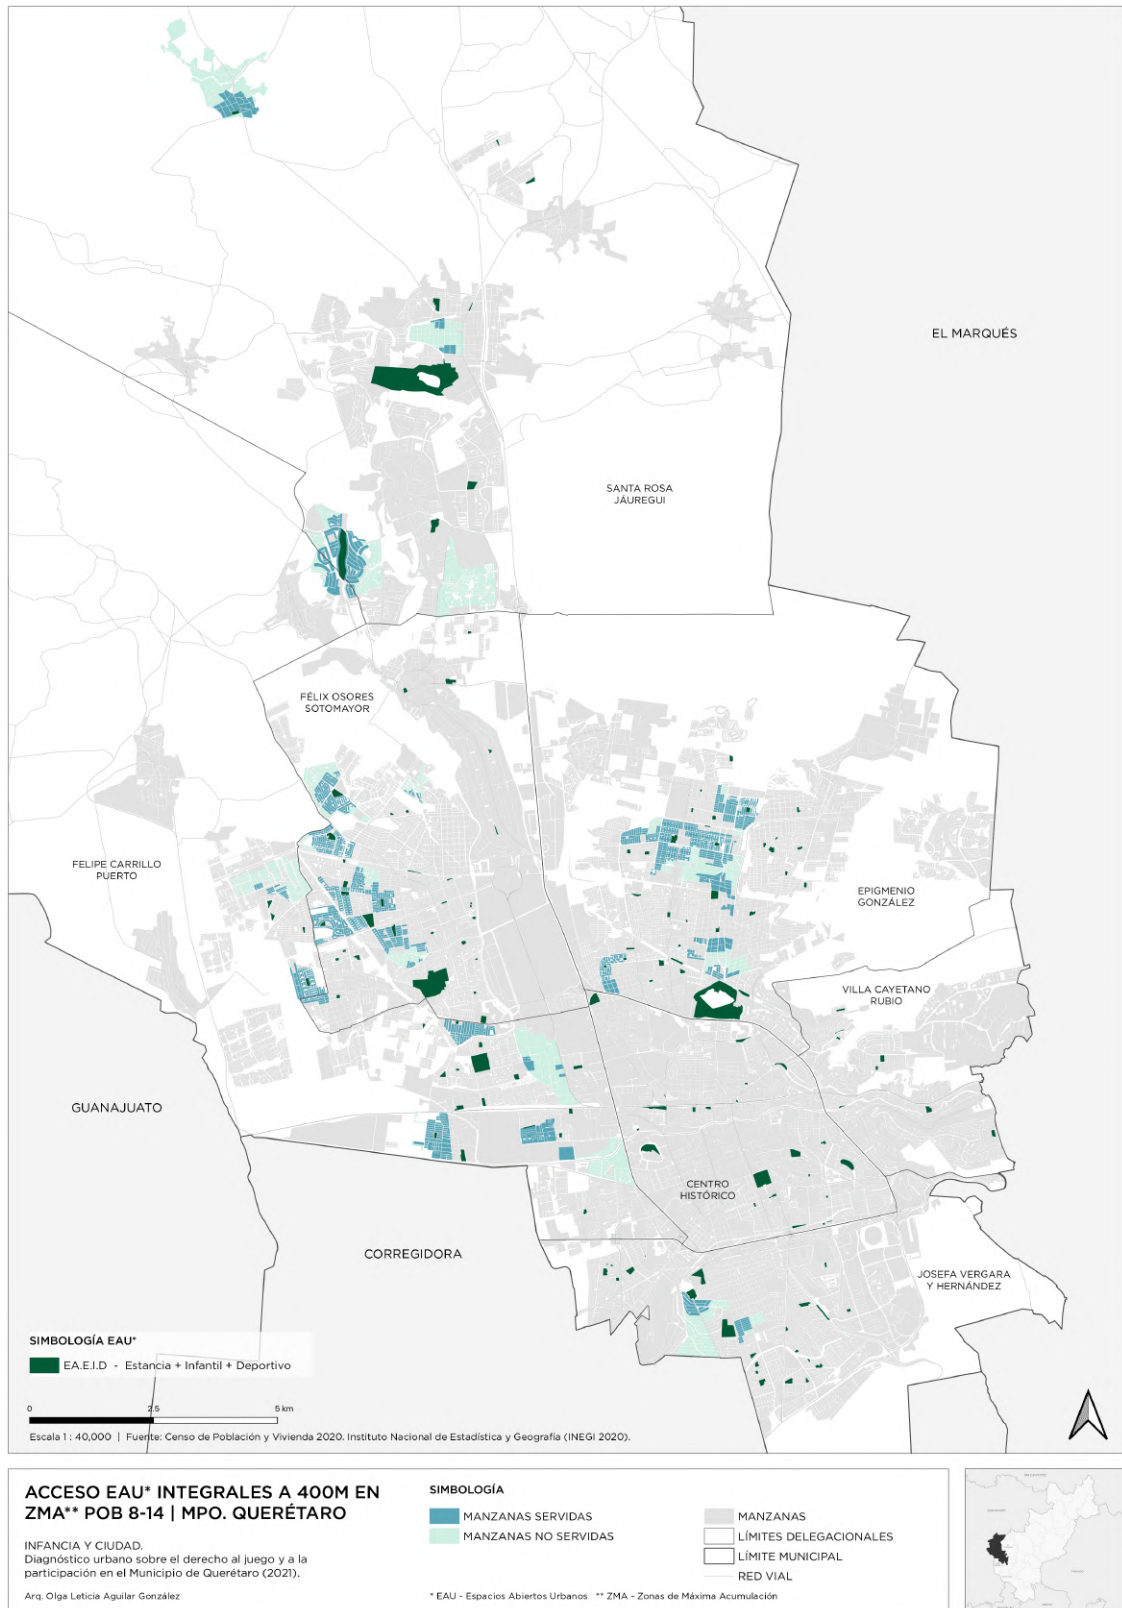 EL MARQUÉS
SANTA ROSA
JÁUREGUI
FÉLIX OSORES
SOTOMAYOR
FELIPE CARRILLO
PUERTO
EPIGMENIO
GONZÁLEZ
VILLA CAYETANO
RUBIO
GUANAJUATO
CENTRO
HISTÓRICO
CORREGIDORA
JOSEFA VERGARA
Y HERNÁNDEZ
SIMBOLOGÍA EAU*
EA.E.I.D - Estancia + Infantil + Deportivo
0 2.5 5 km
Escala 1 : 40,000 | Fuente: Censo de Población y Vivienda 2020. Instituto Nacional de Estadística y Geografía (INEGI 2020).
ACCESO EAU* INTEGRALES A 400M EN
ZMA** POB 8-14 | MPO. QUERÉTARO
INFANCIA Y CIUDAD.
Diagnóstico urbano sobre el derecho al juego y a la
participación en el Municipio de Querétaro (2021).
Arq. Olga Leticia Aguilar González
SIMBOLOGÍA
MANZANAS SERVIDAS
MANZANAS NO SERVIDAS
MANZANAS
LÍMITES DELEGACIONALES
LÍMITE MUNICIPAL
RED VIAL
* EAU - Espacios Abiertos Urbanos ** ZMA - Zonas de Máxima Acumulación